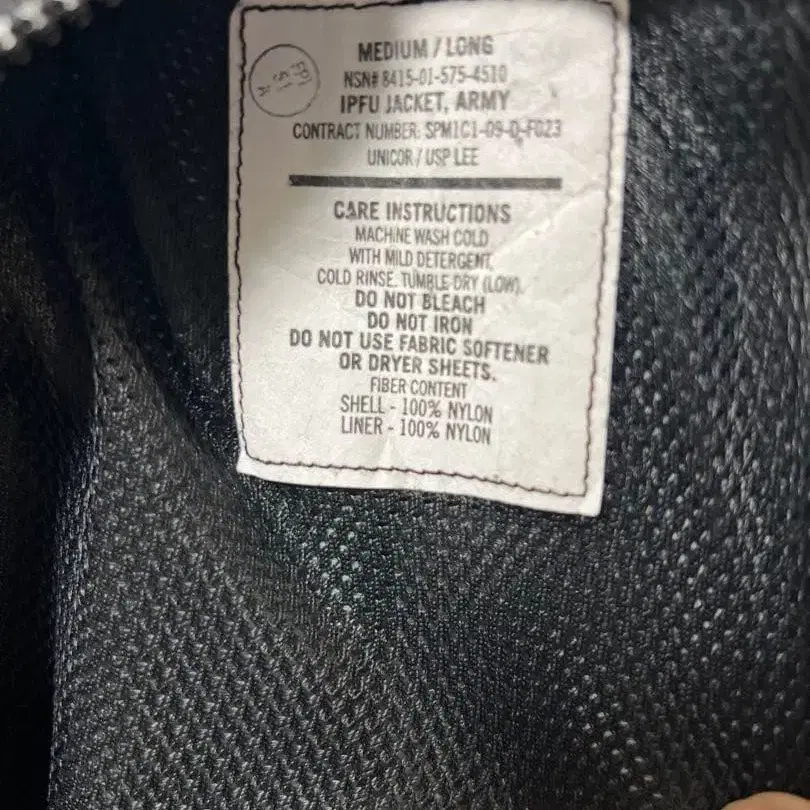 MEDIUM / LONG
NSN# 8415-01-575-4510
IPFU JACKET, ARMY
CONTRACT NUMBER: SPM1C1-09-D-F023
UNICOR / USP LEE
CARE INSTRUCTIONS
MACHINE WASH COLD
WITH MILD DETERGENT,
COLD RINSE. TUMBLE DRY (LOW).
DO NOT BLEACH
DO NOT IRON
DO NOT USE FABRIC SOFTENER
OR DRYER SHEETS.
FIBER CONTENT
SHELL - 100% NYLON
LINER - 100% NYLON